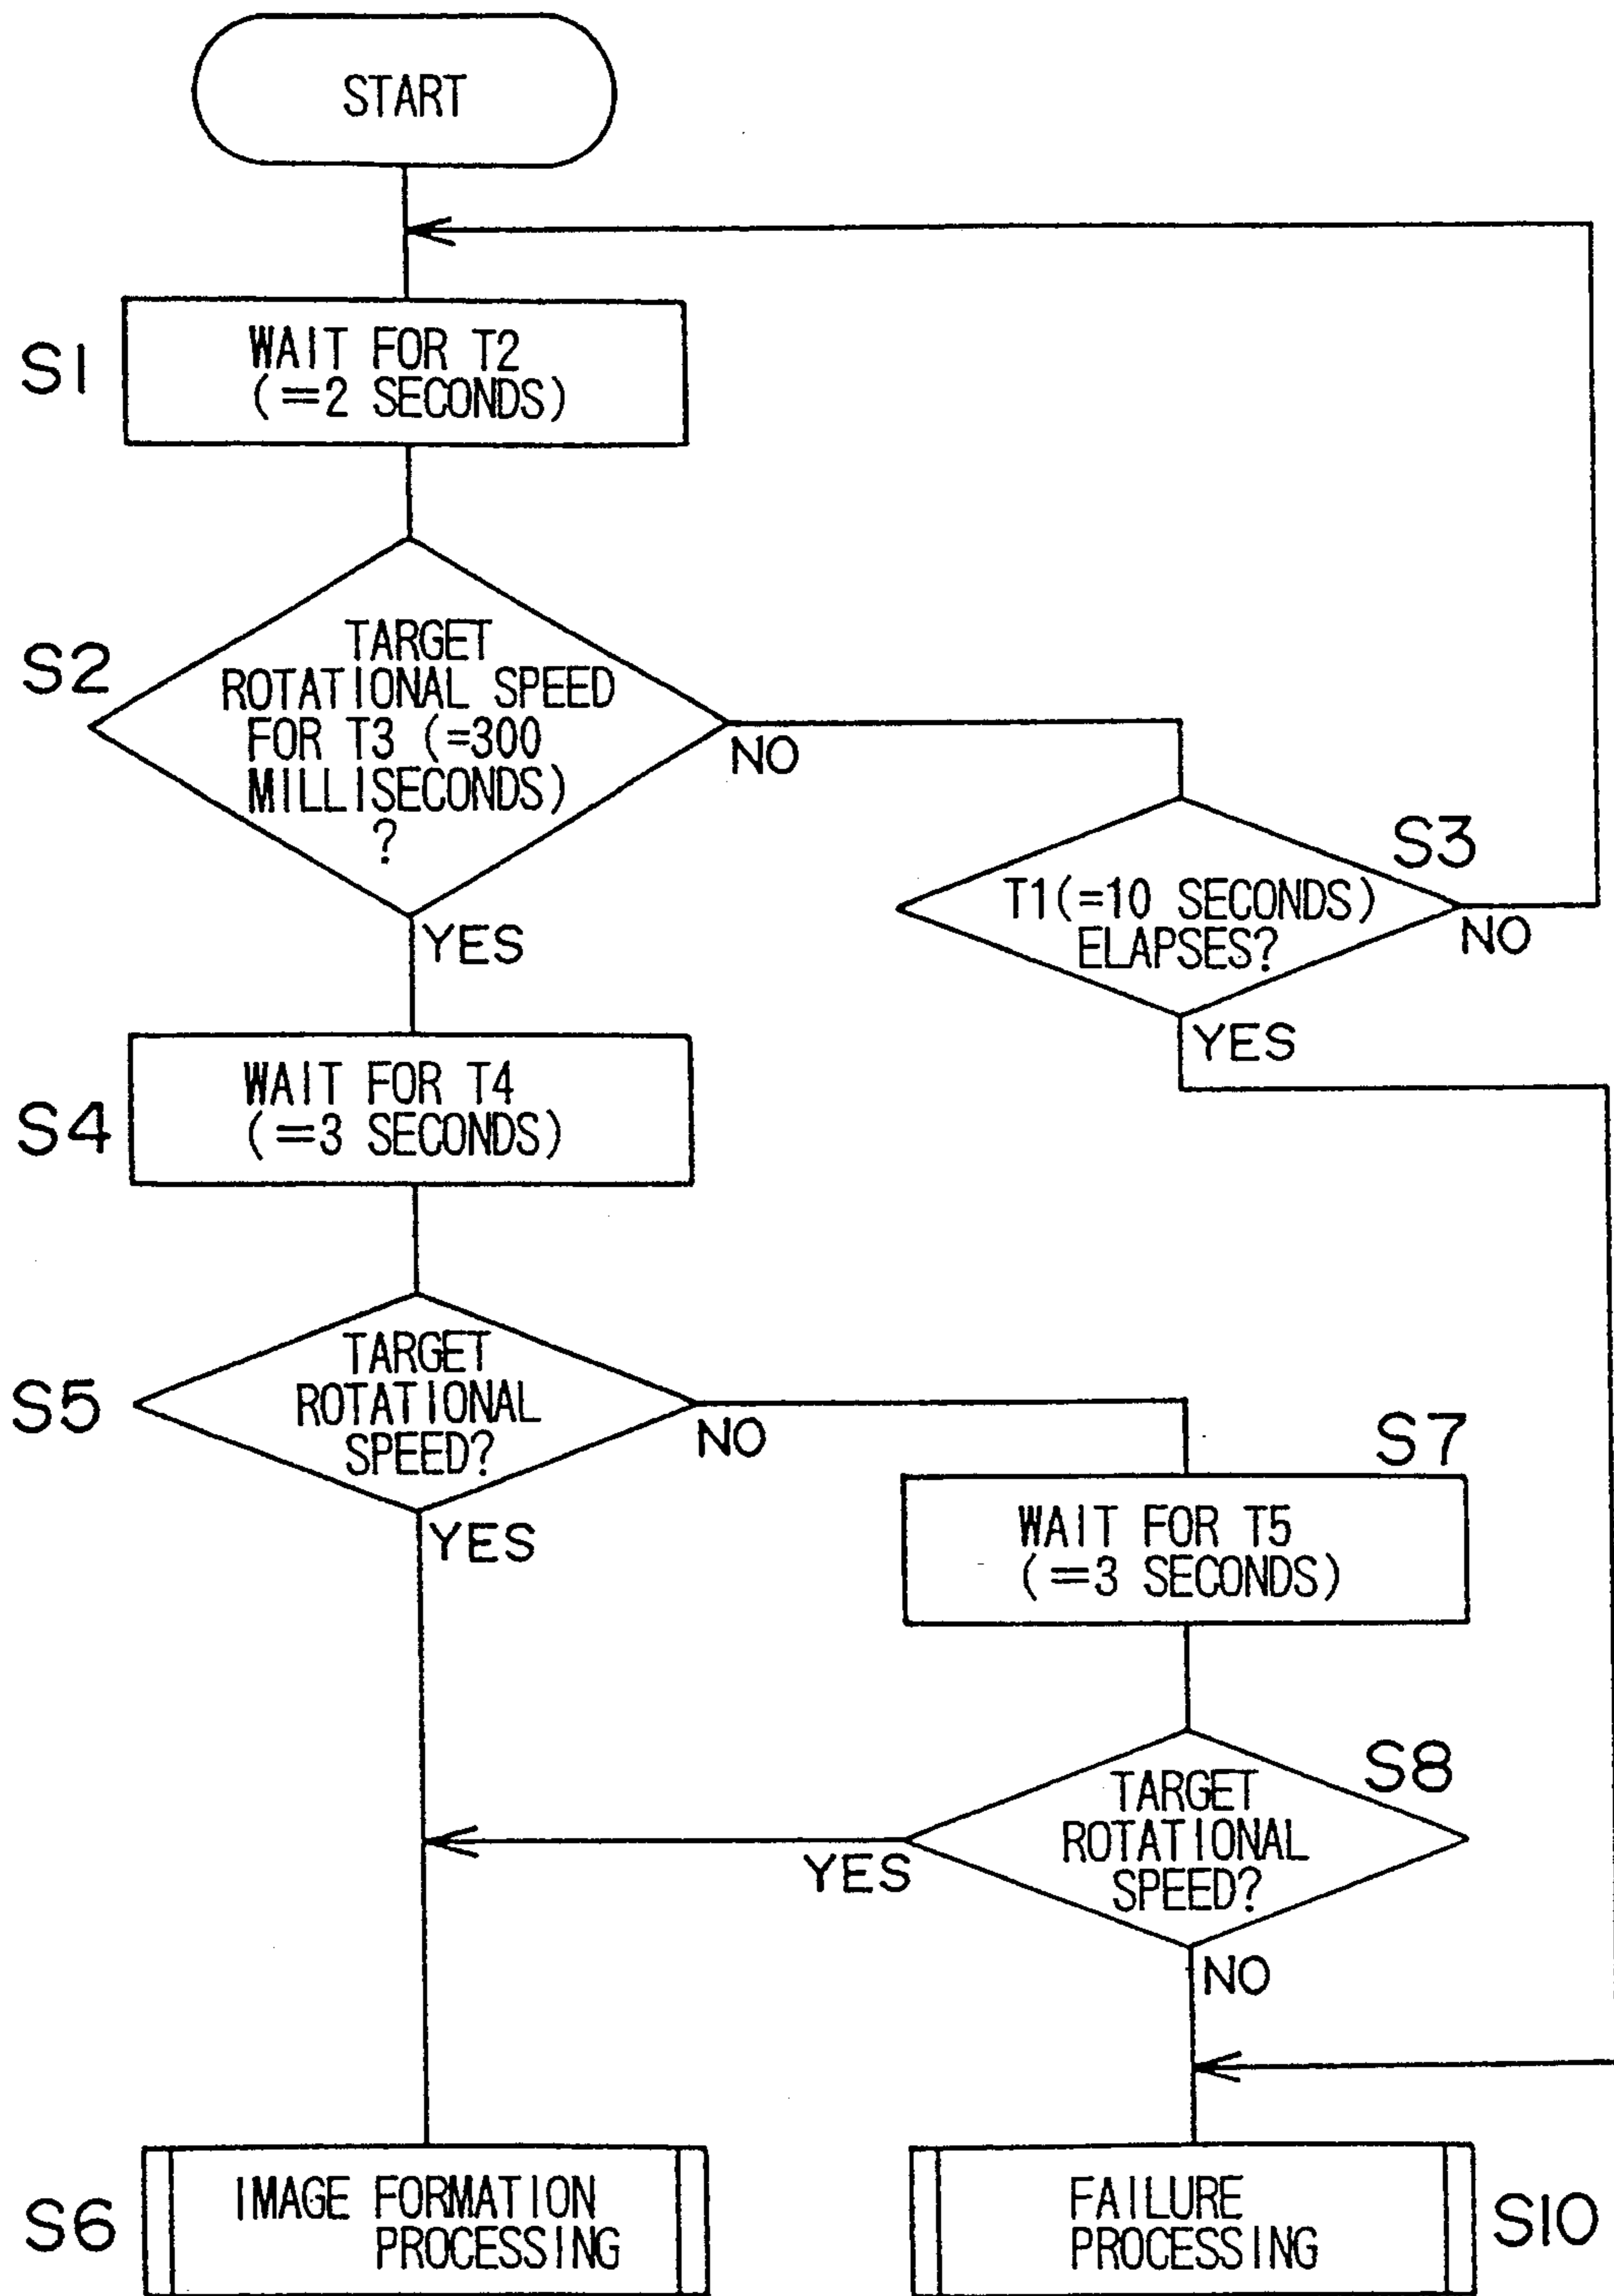 START
S1
WAIT FOR T2
(=2 SECONDS)
S2
TARGET
ROTATIONAL SPEED
FOR T3 (=300
MILLISECONDS)
?
NO
YES
S3
T1(=10 SECONDS)
ELAPSES?
NO
YES
S4
WAIT FOR T4
(=3 SECONDS)
S5
TARGET
ROTATIONAL
SPEED?
NO
YES
S7
WAIT FOR T5
(=3 SECONDS)
S8
TARGET
ROTATIONAL
SPEED?
YES
NO
S6
IMAGE FORMATION
PROCESSING
FAILURE
PROCESSING
S10